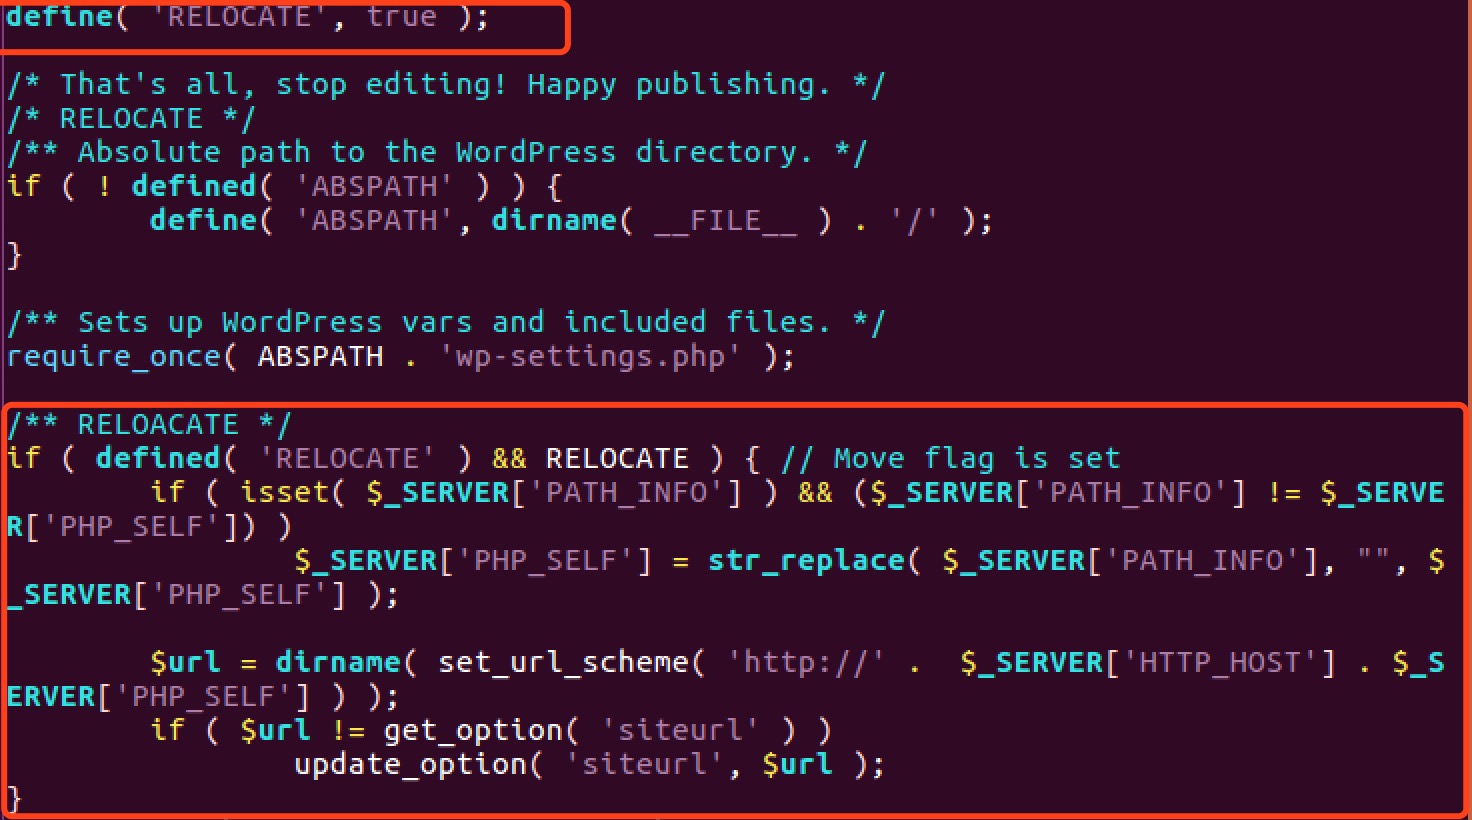 define( 'RELOCATE', true );
/* That's all, stop editing! Happy publishing. */
/* RELOCATE */
/** Absolute path to the WordPress directory. */
if ( ! defined( 'ABSPATH' ) ) {
        define( 'ABSPATH', dirname( __FILE__ ) . '/' );
}
/** Sets up WordPress vars and included files. */
require_once( ABSPATH . 'wp-settings.php' );
/** RELOACATE */
if ( defined( 'RELOCATE' ) && RELOCATE ) { // Move flag is set
        if ( isset( $_SERVER['PATH_INFO'] ) && ($_SERVER['PATH_INFO'] != $_SERVE
R['PHP_SELF']) )
                $_SERVER['PHP_SELF'] = str_replace( $_SERVER['PATH_INFO'], "", $
_SERVER['PHP_SELF'] );
        $url = dirname( set_url_scheme( 'http://' .  $_SERVER['HTTP_HOST'] . $_S
ERVER['PHP_SELF'] ) );
        if ( $url != get_option( 'siteurl' ) )
                update_option( 'siteurl', $url );
}